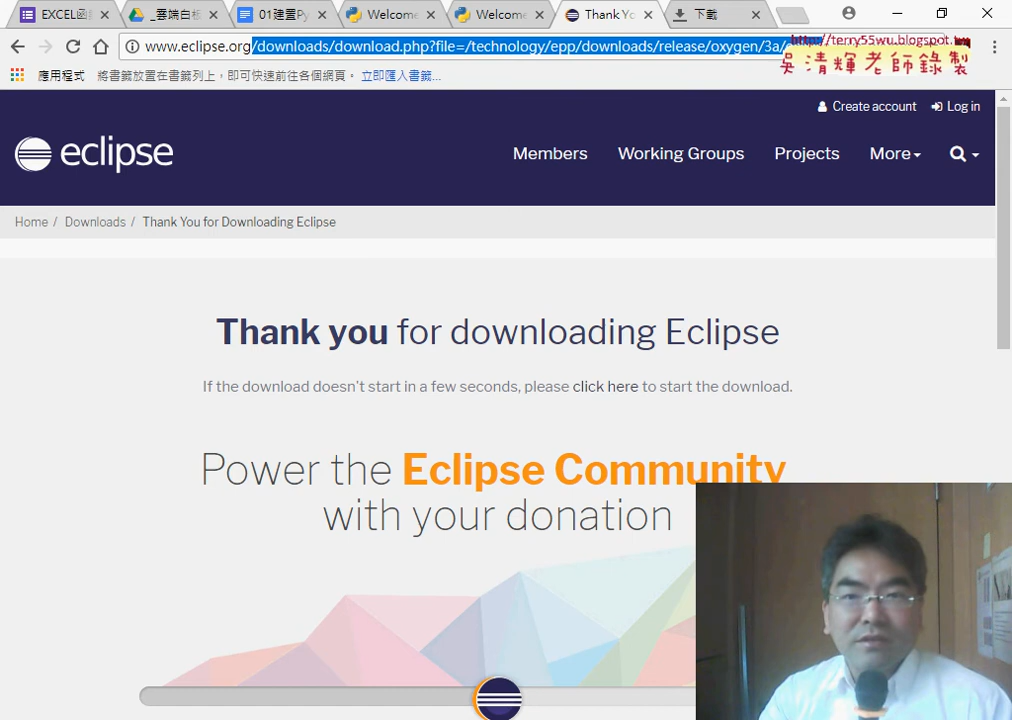 EXCEL函
_雲端白板
01建置Py
Welcome
Welcome
Thank Yo
下載
www.eclipse.org/downloads/download.php?file=/technology/epp/downloads/release/oxygen/3a/
http://terry55wu.blogspot.tw
吳清輝老師錄製
應用程式
將書籤放置在書籤列上，即可快速前往各個網頁。
立即匯入書籤...
Create account
Log in
eclipse
Members
Working Groups
Projects
More
Home / Downloads / Thank You for Downloading Eclipse
Thank you for downloading Eclipse
If the download doesn't start in a few seconds, please click here to start the download.
Power the Eclipse Community
with your donation